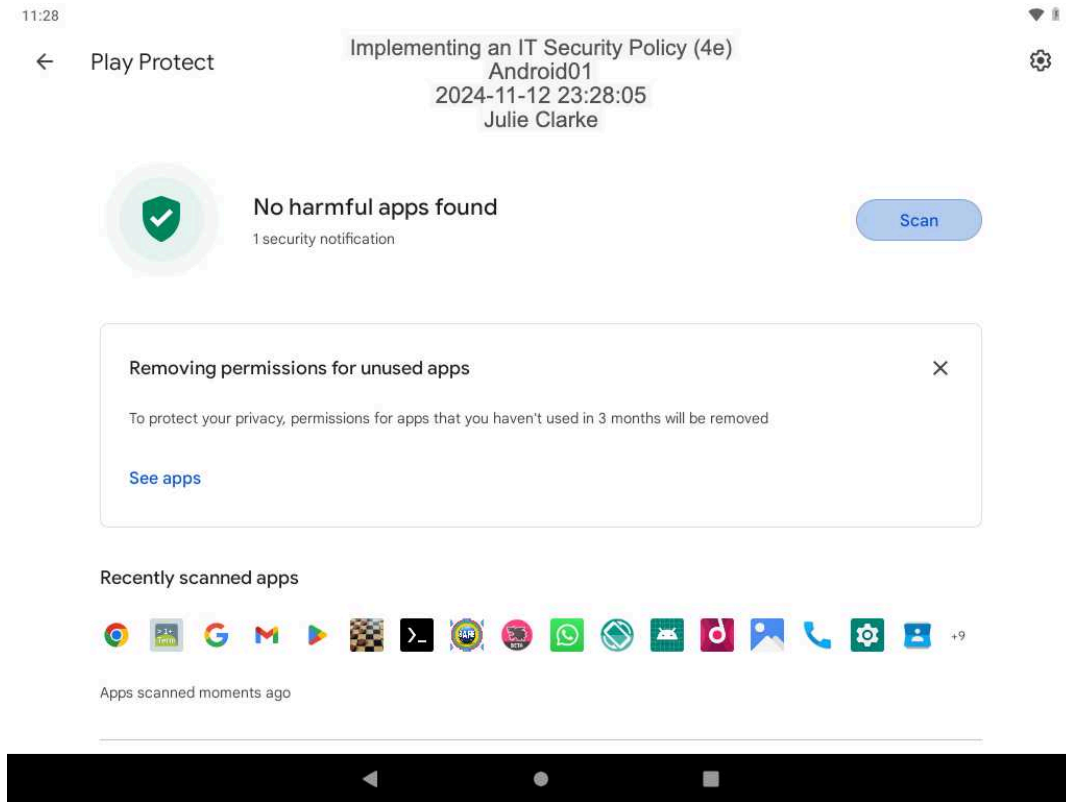 11:28
Play Protect
Implementing an IT Security Policy (4e)
Android01
2024-11-12 23:28:05
Julie Clarke
No harmful apps found
1 security notification
Scan
Removing permissions for unused apps
To protect your privacy, permissions for apps that you haven't used in 3 months will be removed
See apps
Recently scanned apps
+9
Apps scanned moments ago